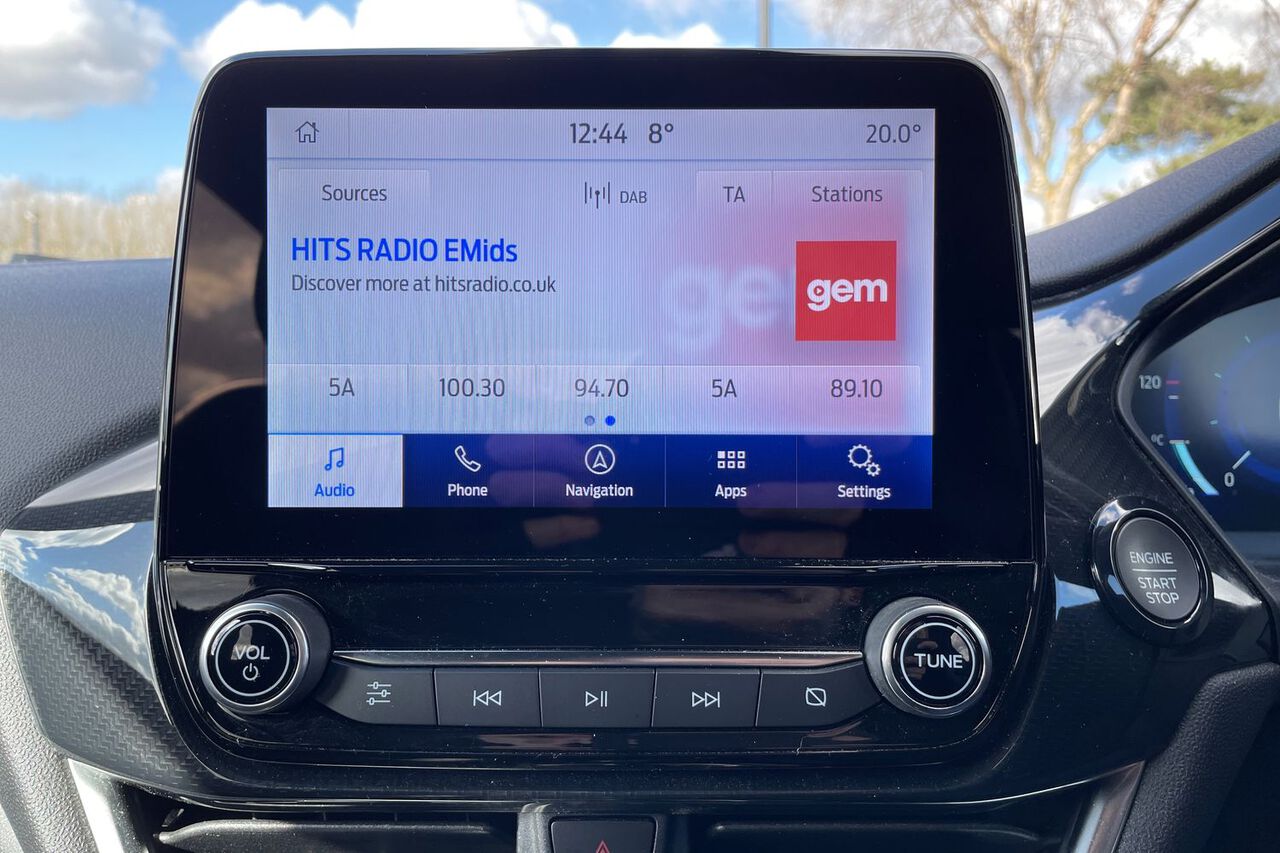 12:44 8° 20.0°
Sources DAB TA Stations
HITS RADIO EMids
Discover more at hitsradio.co.uk
gem
ge
5A 100.30 94.70 5A 89.10
Audio Phone Navigation Apps Settings
120
°C
0
ENGINE
START
STOP
VOL
TUNE